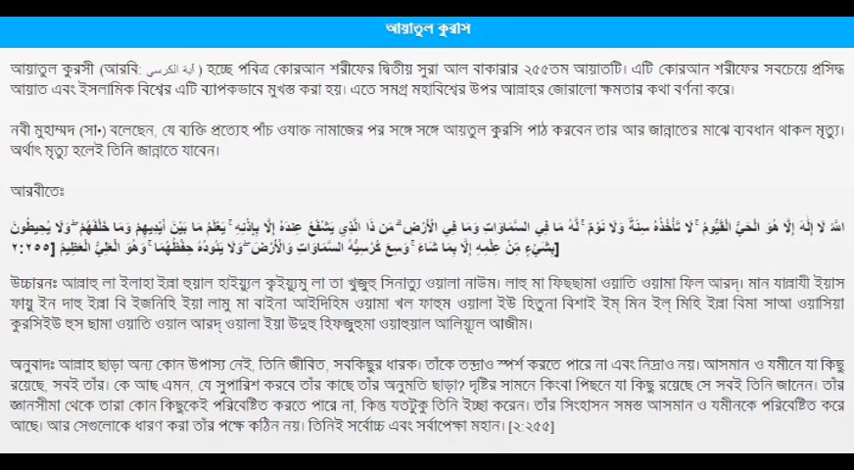 আয়াতুল কুরাস
আয়াতুল কুরসী (আরবি: آية الكرسي) হচ্ছে পবিত্র কোরআন শরীফের দ্বিতীয় সুরা আল বাকারার ২৫৫তম আয়াতটি। এটি কোরআন শরীফের সবচেয়ে প্রসিদ্ধ
আয়াত এবং ইসলামিক বিশ্বের এটি ব্যাপকভাবে মুখস্ত করা হয়। এতে সমগ্র মহাবিশ্বের উপর আল্লাহর জোরালো ক্ষমতার কথা বর্ণনা করে।
নবী মুহাম্মদ (সা•) বলেছেন, যে ব্যক্তি প্রত্যেহ পাঁচ ওযাক্ত নামাজের পর সঙ্গে সঙ্গে আয়তুল কুরসি পাঠ করবেন তার আর জান্নাতের মাঝে ব্যবধান থাকল মৃত্যু।
অর্থাৎ মৃত্যু হলেই তিনি জান্নাতে যাবেন।
আরবীতেঃ
اللَّهُ لَا إِلَٰهَ إِلَّا هُوَ الْحَيُّ الْقَيُّومُ ۚ لَا تَأْخُذُهُ سِنَةٌ وَلَا نَوْمٌ ۚ لَّهُ مَا فِي السَّمَاوَاتِ وَمَا فِي الْأَرْضِ ۗ مَن ذَا الَّذِي يَشْفَعُ عِندَهُ إِلَّا بِإِذْنِهِ ۚ يَعْلَمُ مَا بَيْنَ أَيْدِيهِمْ وَمَا خَلْفَهُمْ ۖ وَلَا يُحِيطُونَ
بِشَيْءٍ مِّنْ عِلْمِهِ إِلَّا بِمَا شَاءَ ۚ وَسِعَ كُرْسِيُّهُ السَّمَاوَاتِ وَالْأَرْضَ ۖ وَلَا يَئُودُهُ حِفْظُهُمَا ۚ وَهُوَ الْعَلِيُّ الْعَظِيمُ [٢:٢٥٥]
উচ্চারনঃ আল্লাহু লা ইলাহা ইল্লা হুয়াল হাইয়্যুল ক্বইয়্যুমু লা তা খুজুহু সিনাত্যু ওয়ালা নাউম। লাহু মা ফিছছামা ওয়াতি ওয়ামা ফিল আরদ্। মান যাল্লাযী ইয়াস
ফায়ু ইন দাহু ইল্লা বি ইজনিহি ইয়া লামু মা বাইনা আইদিহিম ওয়ামা খল ফাহুম ওয়ালা ইউ হিতুনা বিশাই ইম্ মিন ইল্ মিহি ইল্লা বিমা সাআ ওয়াসিয়া
কুরসিইউ হুস ছামা ওয়াতি ওয়াল আরদ্ ওয়ালা ইয়া উদুহু হিফজুহুমা ওয়াহুয়াল আলিয়্যূল আজীম।
অনুবাদঃ আল্লাহ ছাড়া অন্য কোন উপাস্য নেই, তিনি জীবিত, সবকিছুর ধারক। তাঁকে তন্দ্রাও স্পর্শ করতে পারে না এবং নিদ্রাও নয়। আসমান ও যমীনে যা কিছু
রয়েছে, সবই তাঁর। কে আছ এমন, যে সুপারিশ করবে তাঁর কাছে তাঁর অনুমতি ছাড়া? দৃষ্টির সামনে কিংবা পিছনে যা কিছু রয়েছে সে সবই তিনি জানেন। তাঁর
জ্ঞানসীমা থেকে তারা কোন কিছুকেই পরিবেষ্টিত করতে পারে না, কিন্তু যতটুকু তিনি ইচ্ছা করেন। তাঁর সিংহাসন সমস্ত আসমান ও যমীনকে পরিবেষ্টিত করে
আছে। আর সেগুলোকে ধারণ করা তাঁর পক্ষে কঠিন নয়। তিনিই সর্বোচ্চ এবং সর্বাপেক্ষা মহান। [২:২৫৫]